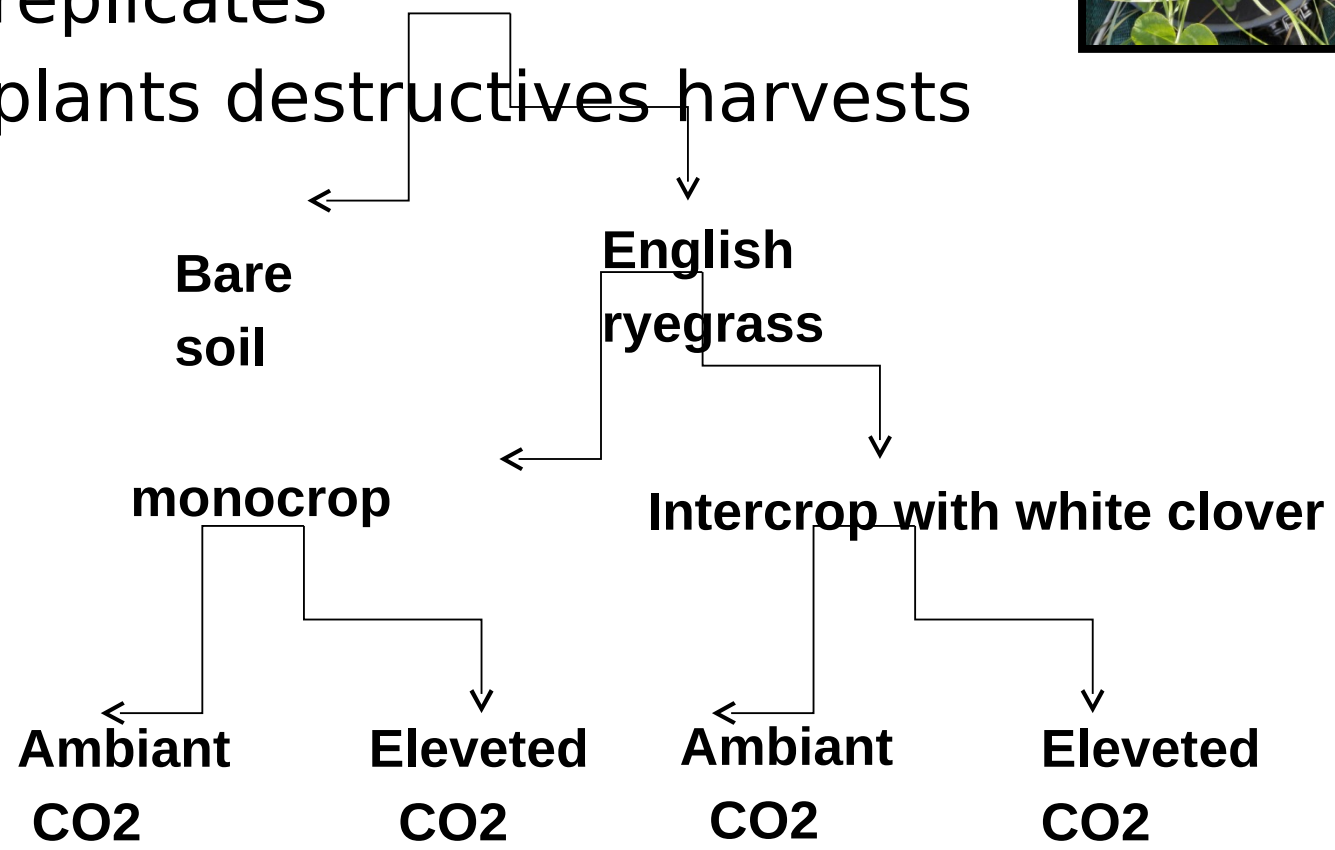 replicates
plants destructives harvests
Bare
soil
English
ryegrass
monocrop
Intercrop with white clover
Ambiant
CO2
Eleveted
CO2
Ambiant
CO2
Eleveted
CO2